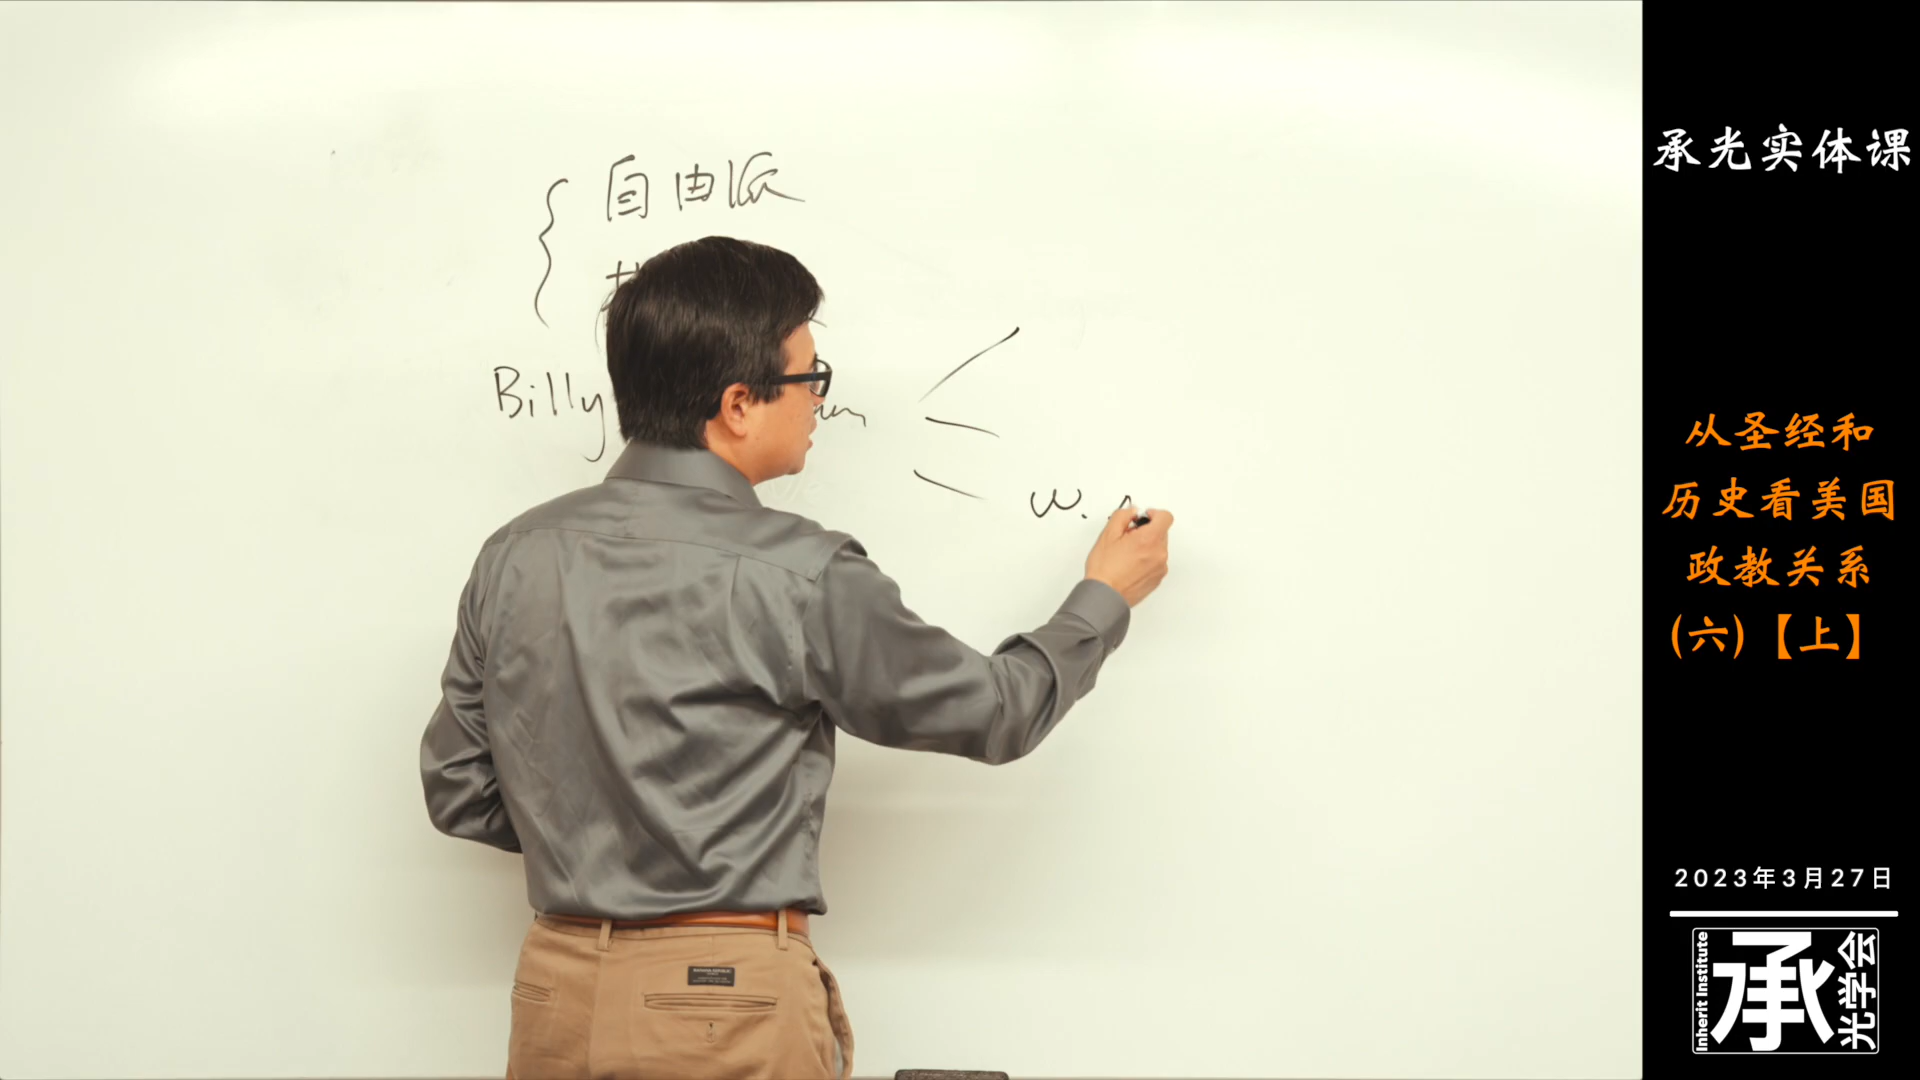 自由派
Billy
W.
承光实体课
从圣经和
历史看美国
政教关系
(六)【上】
2023年3月27日
Inherit Institute
承
光学会